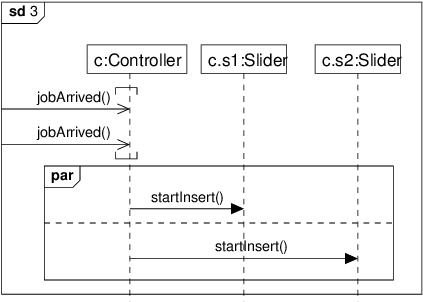 sd 3
c:Controller c.s1:Slider c.s2:Slider
jobArrived()
jobArrived()
par
startInsert()
startInsert()